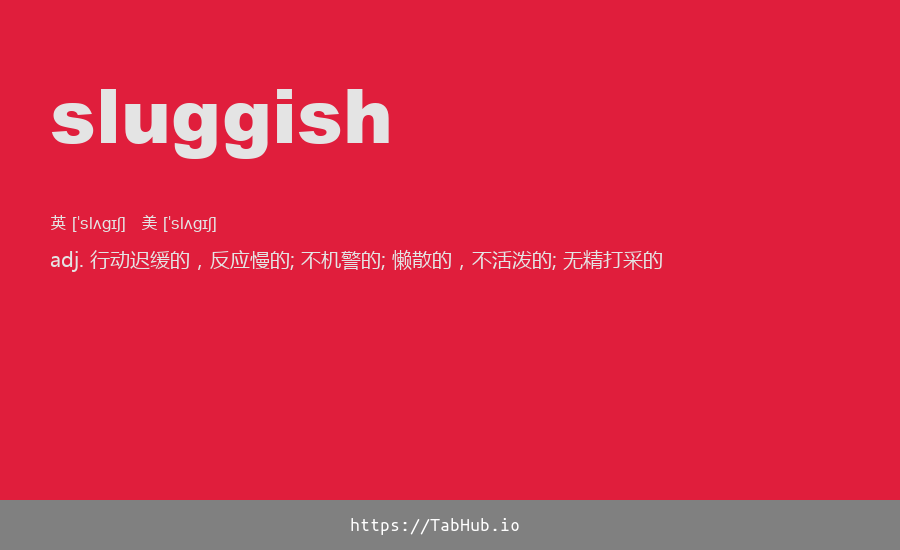 sluggish
英 [ˈslʌgɪʃ] 美 [ˈslʌgɪʃ]
adj. 行动迟缓的，反应慢的; 不机警的; 懒散的，不活泼的; 无精打采的
https://TabHub.io